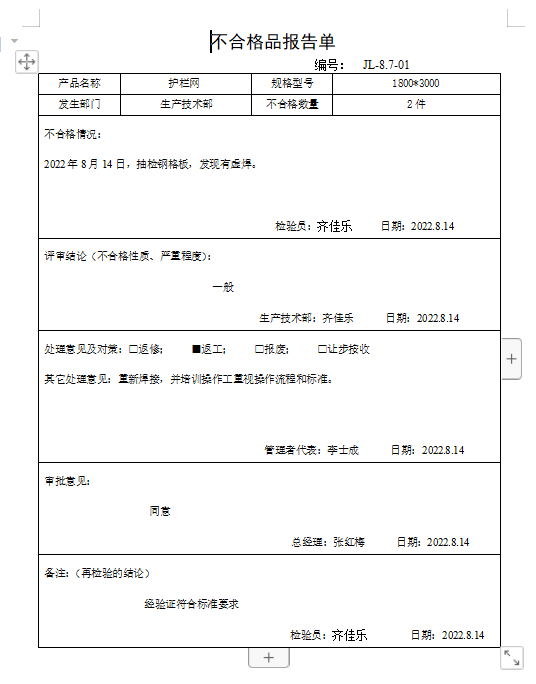 不合格品报告单
编号： JL-8.7-01
产品名称 护栏网 规格型号 1800*3000
发生部门 生产技术部 不合格数量 2 件
不合格情况：
2022 年 8 月 14 日，抽检钢格板，发现有虚焊。
检验员：齐佳乐 日期：2022.8.14
评审结论（不合格性质、严重程度）：
一般
生产技术部：齐佳乐 日期：2022.8.14
处理意见及对策：□返修； ■返工； □报废； □让步接收
其它处理意见：重新焊接，并培训操作工重视操作流程和标准。
管理者代表：李士成 日期：2022.8.14
审批意见：
同意
总经理：张红梅 日期：2022.8.14
备注：（再检验的结论）
经验证符合标准要求
检验员：齐佳乐 日期：2022.8.14